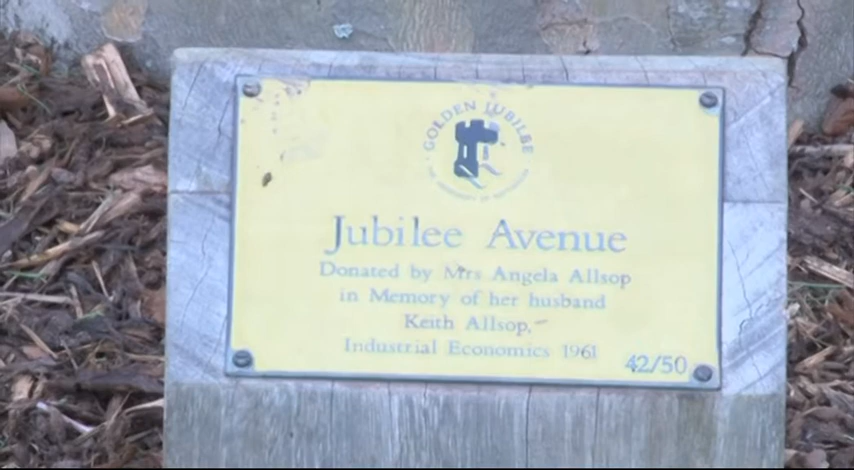 GOLDEN JUBILEE
Jubilee Avenue
Donated by Mrs Angela Allsop
in Memory of her husband
Keith Allsop,
Industrial Economics 1961
42/50